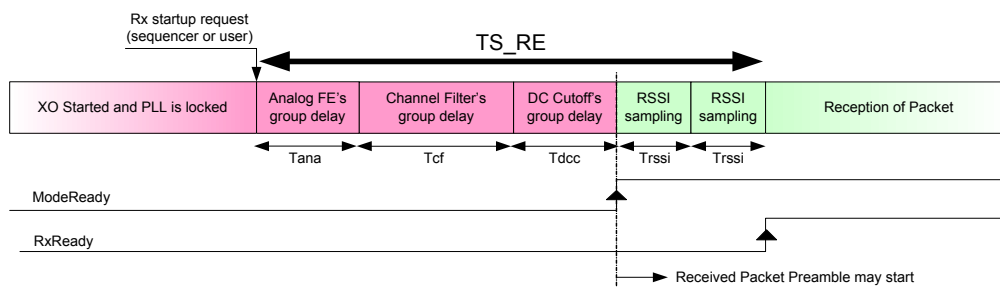 Rx startup request
(sequencer or user)
TS_RE
XO Started and PLL is locked
Analog FE's
group delay
Channel Filter's
group delay
DC Cutoff's
group delay
RSSI
sampling
RSSI
sampling
Reception of Packet
Tana
Tcf
Tdcc
Trssi
Trssi
ModeReady
RxReady
Received Packet Preamble may start